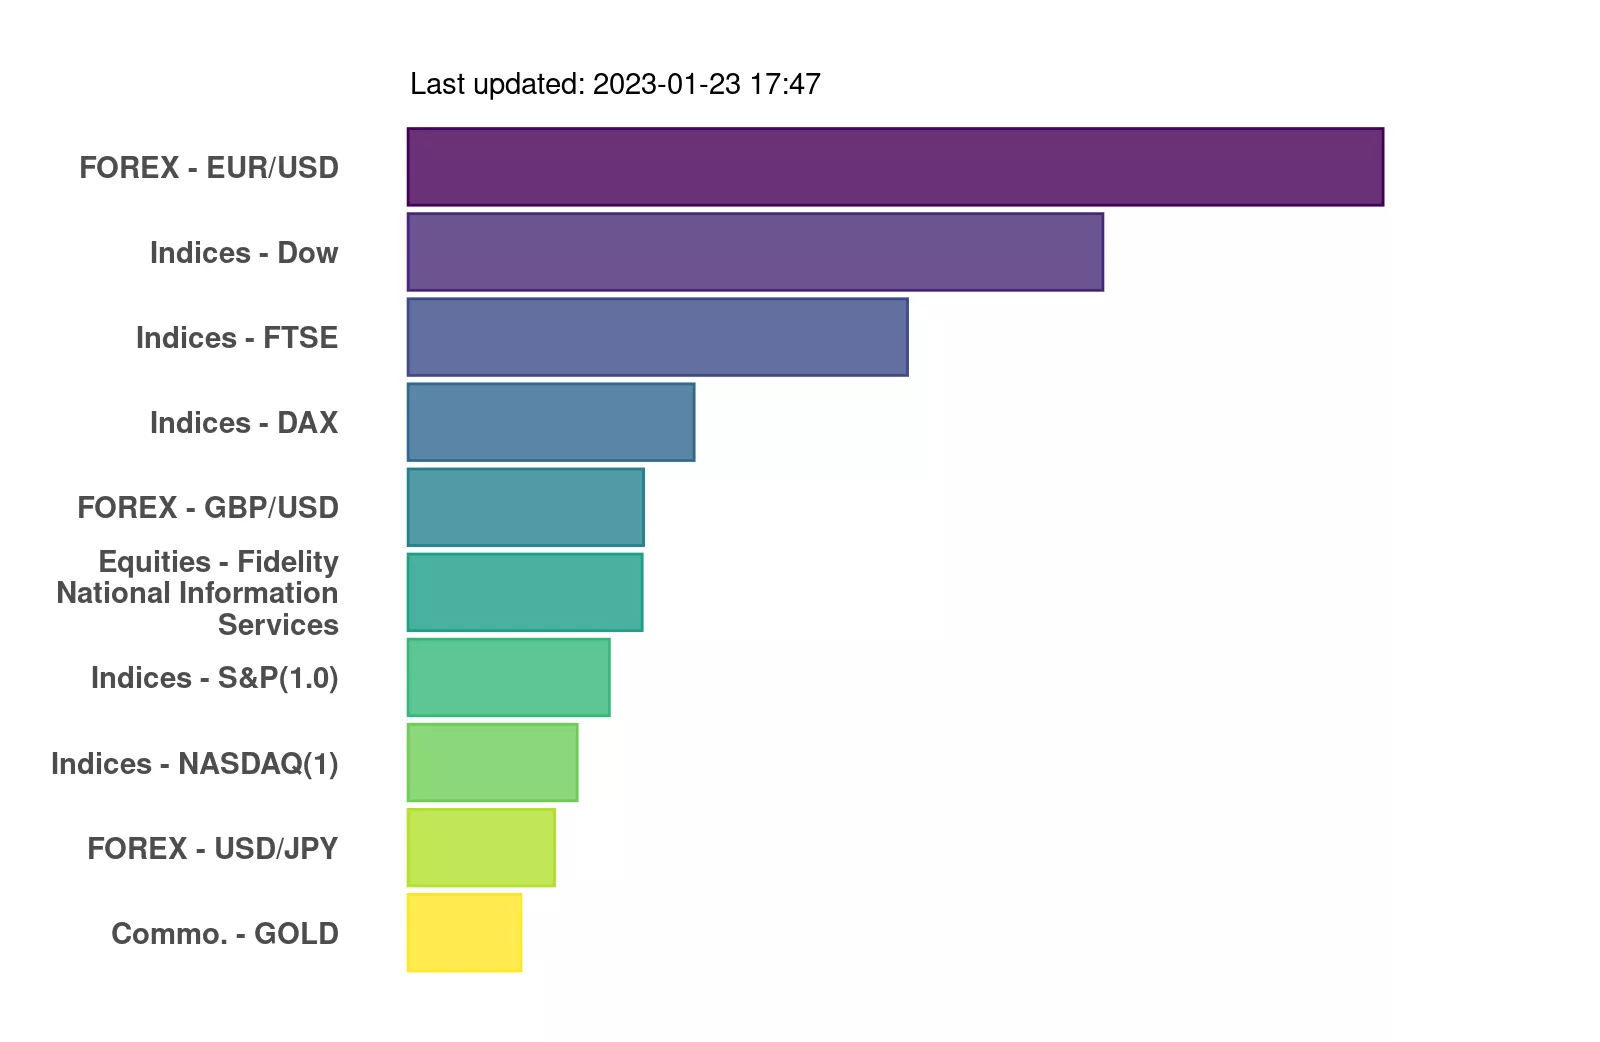 Last updated: 2023-01-23 17:47
FOREX - EUR/USD
Indices - Dow
Indices - FTSE
Indices - DAX
FOREX - GBP/USD
Equities - Fidelity
National Information
Services
Indices - S&P(1.0)
Indices - NASDAQ(1)
FOREX - USD/JPY
Commo. - GOLD